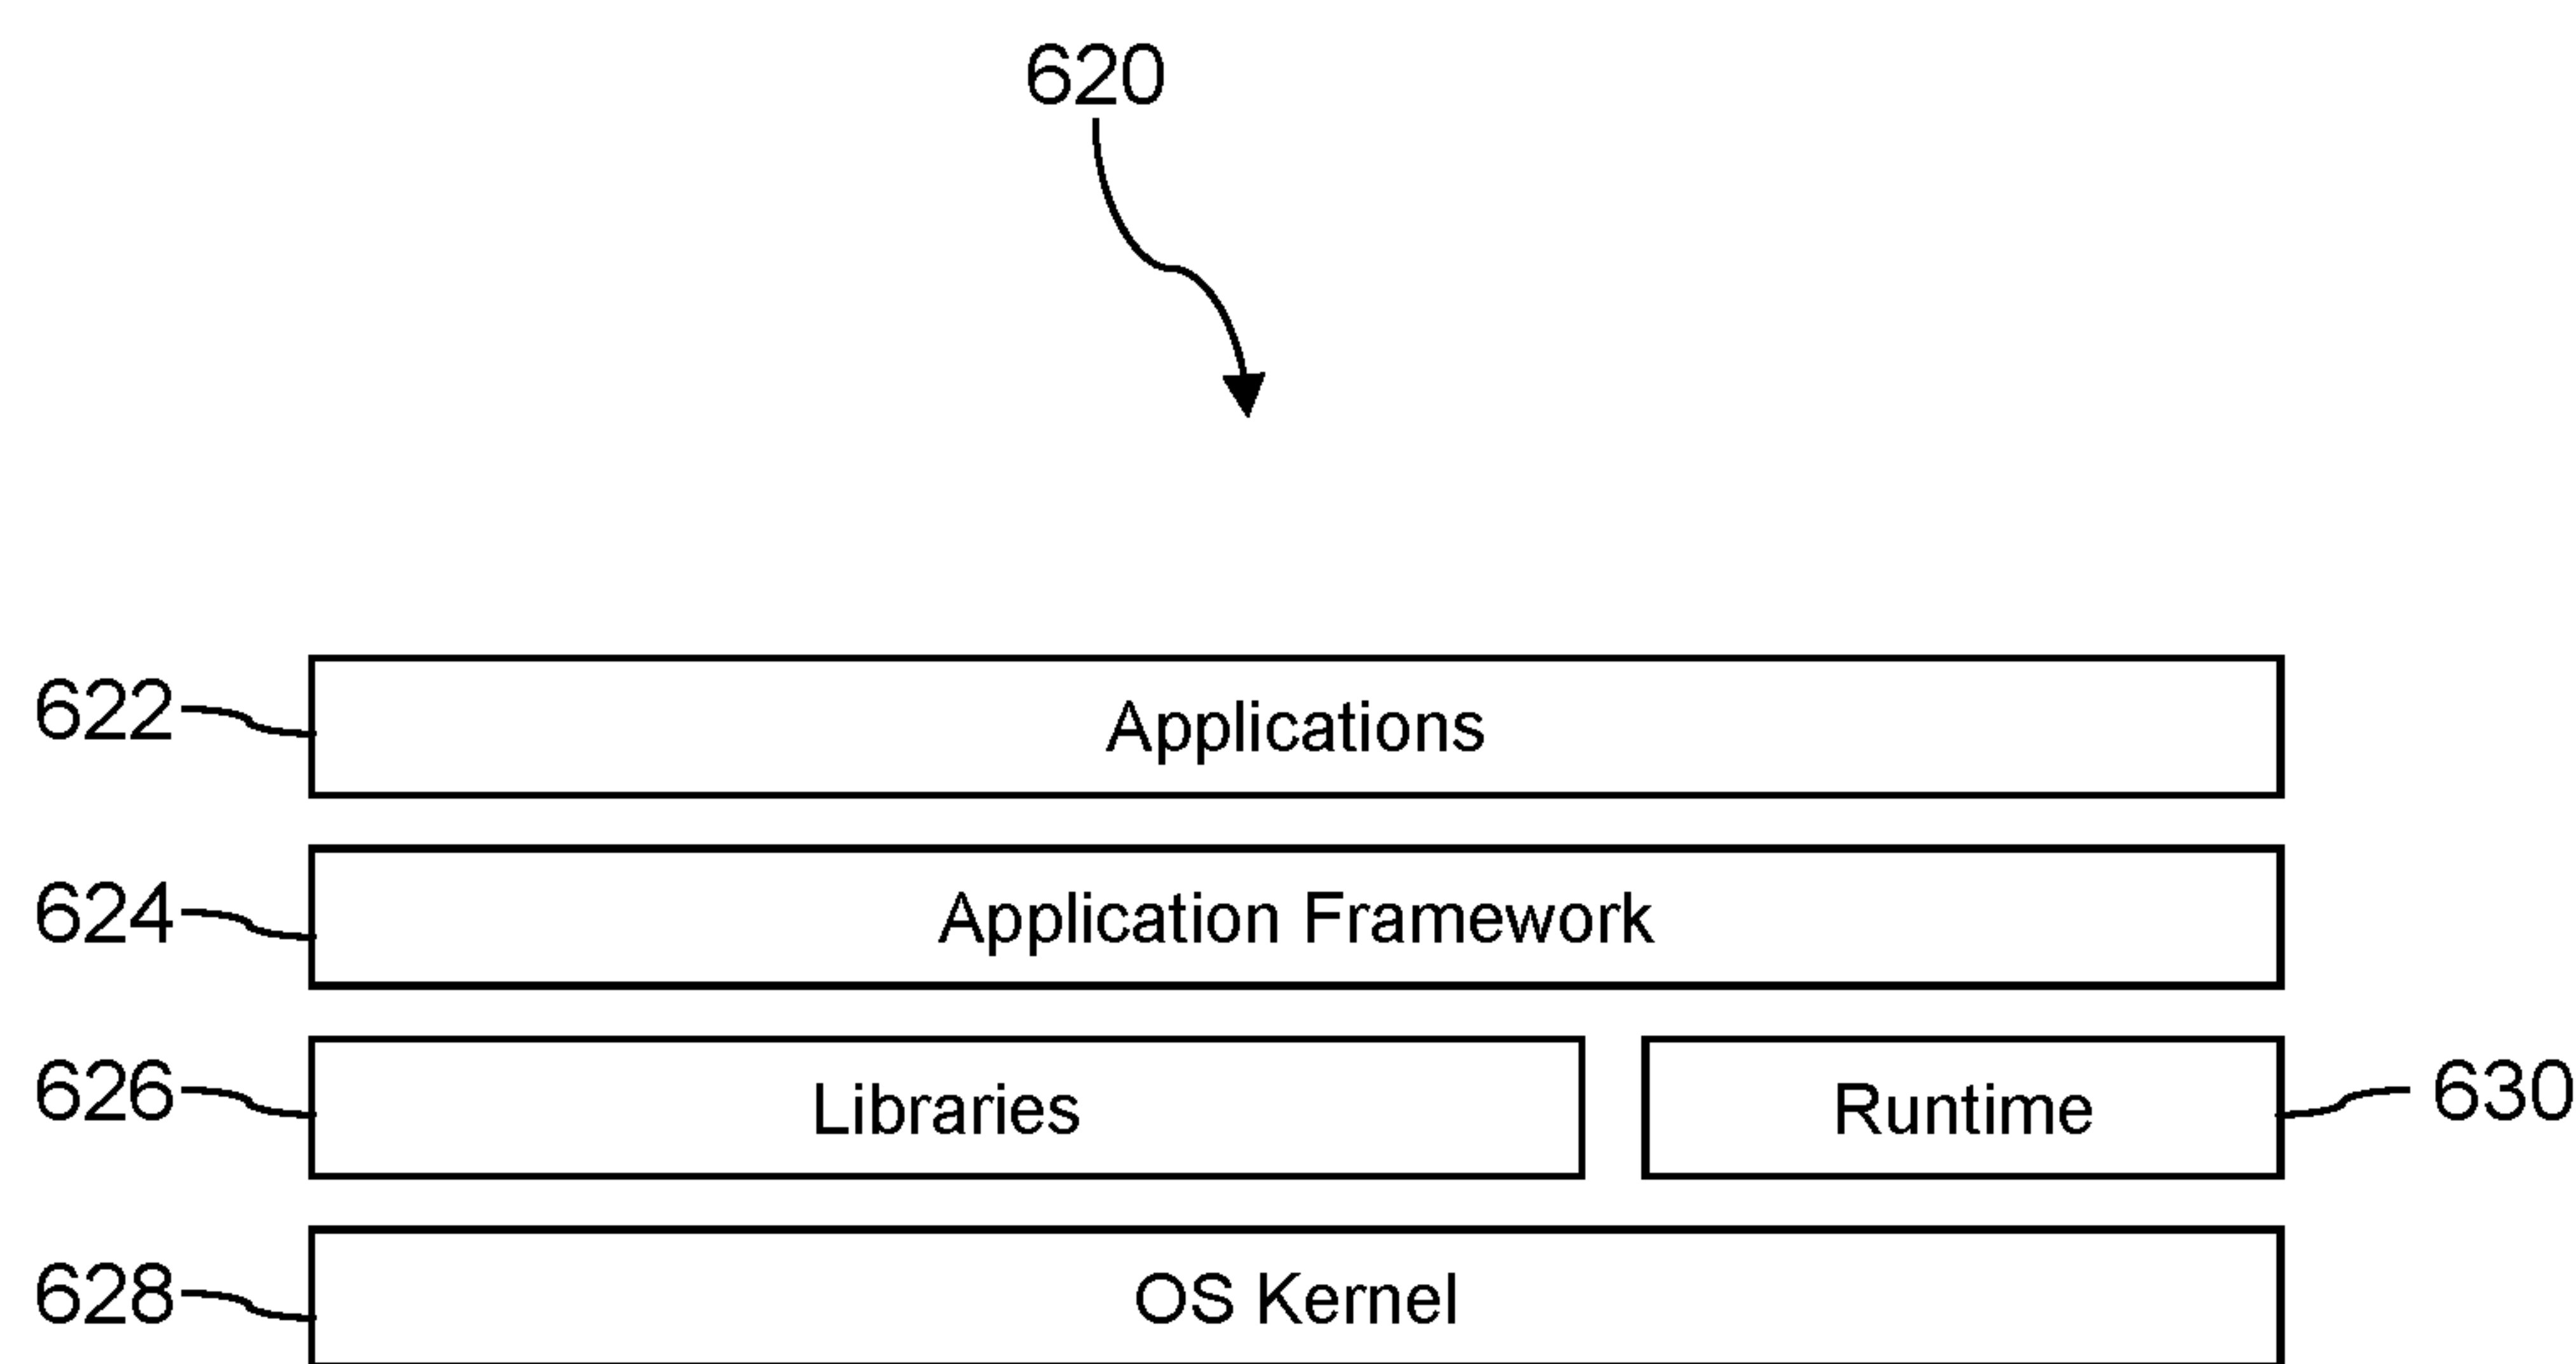 620
622
Applications
624
Application Framework
626
Libraries
Runtime
630
628
OS Kernel